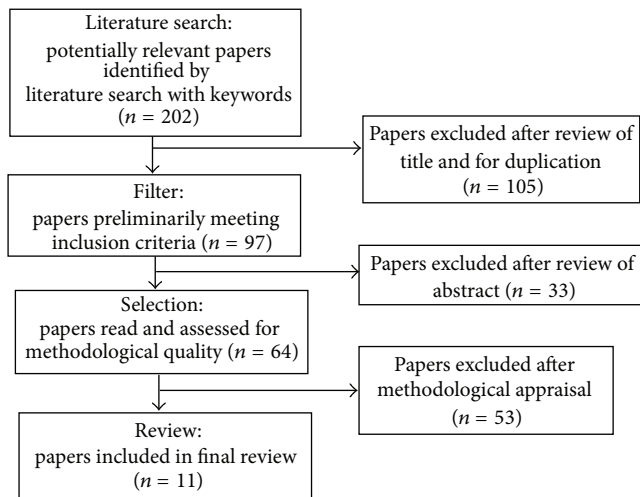 Literature search:
potentially relevant papers
identified by
literature search with keywords
(n = 202)
Papers excluded after review of
title and for duplication
(n = 105)
Filter:
papers preliminarily meeting
inclusion criteria (n = 97)
Papers excluded after review of
abstract (n = 33)
Selection:
papers read and assessed for
methodological quality (n = 64)
Papers excluded after
methodological appraisal
(n = 53)
Review:
papers included in final review
(n = 11)